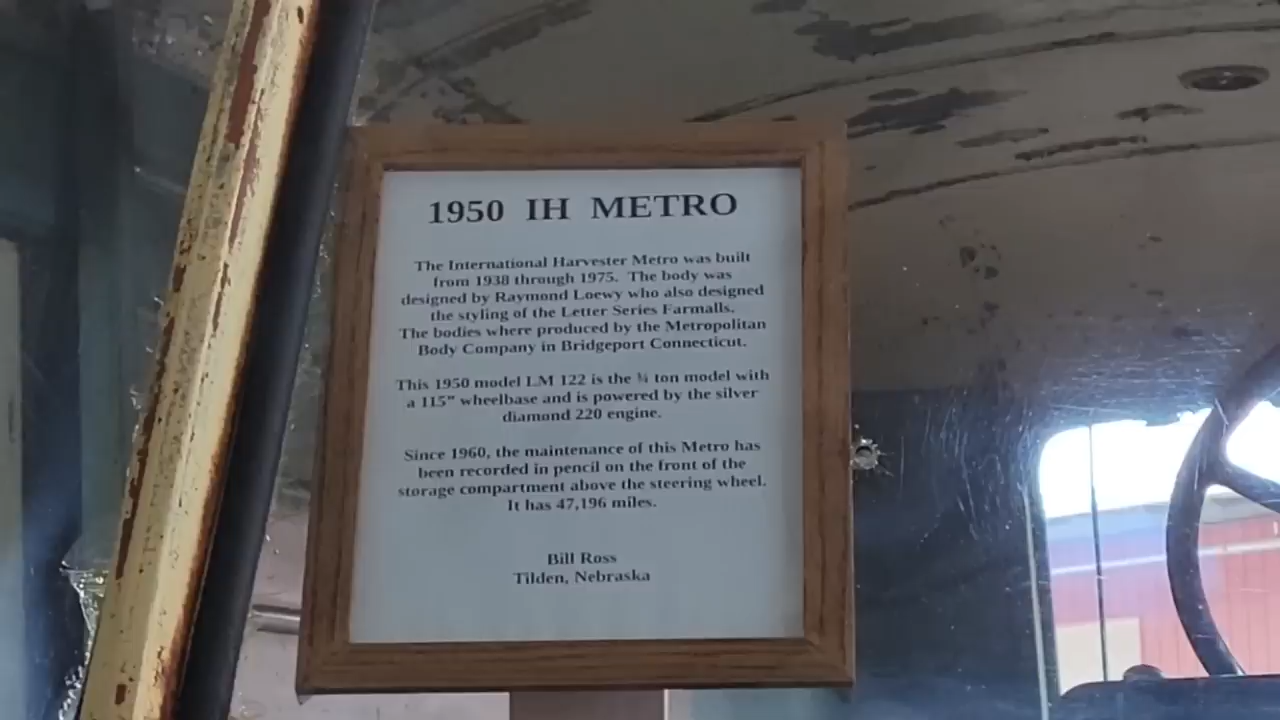 1950 IH METRO
The International Harvester Metro was built
from 1938 through 1975. The body was
designed by Raymond Loewy who also designed
the styling of the Letter Series Farmalls.
The bodies where produced by the Metropolitan
Body Company in Bridgeport Connecticut.
This 1950 model LM 122 is the ¾ ton model with
a 115" wheelbase and is powered by the silver
diamond 220 engine.
Since 1960, the maintenance of this Metro has
been recorded in pencil on the front of the
storage compartment above the steering wheel.
It has 47,196 miles.
Bill Ross
Tilden, Nebraska